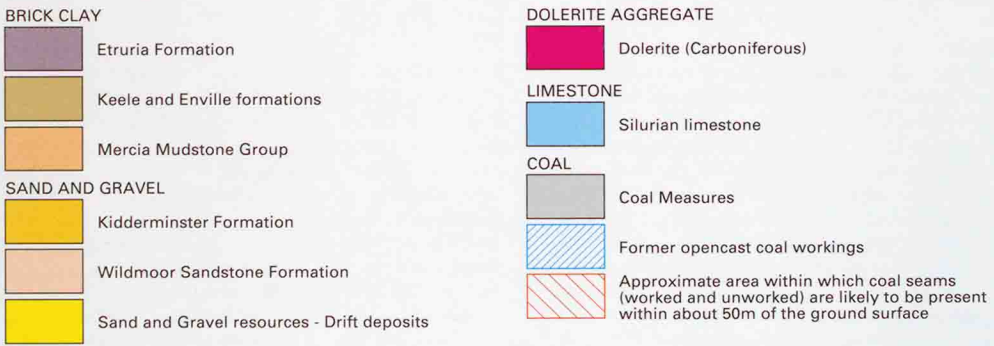 BRICK CLAY
Etruria Formation
Keele and Enville formations
Mercia Mudstone Group
SAND AND GRAVEL
Kidderminster Formation
Wildmoor Sandstone Formation
Sand and Gravel resources - Drift deposits
DOLERITE AGGREGATE
Dolerite (Carboniferous)
LIMESTONE
Silurian limestone
COAL
Coal Measures
Former opencast coal workings
Approximate area within which coal seams
(worked and unworked) are likely to be present
within about 50m of the ground surface